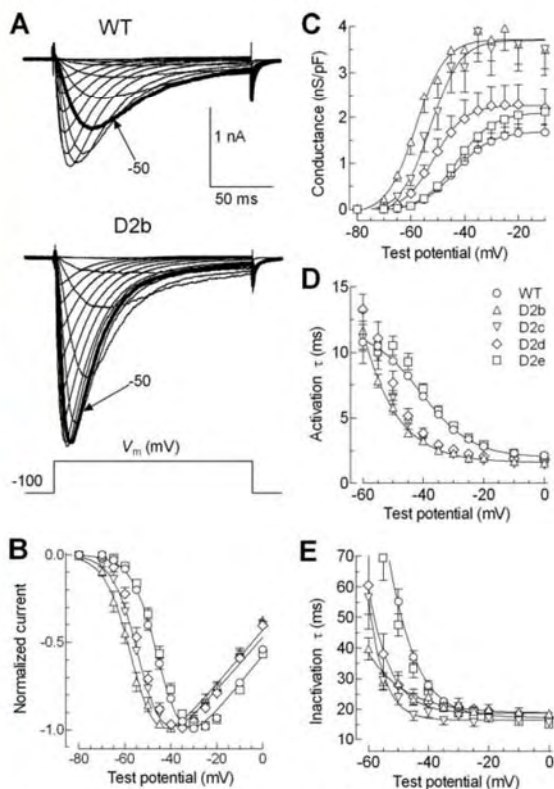 A
WT
-50
1 nA
50 ms
D2b
-50
Vm (mV)
-100
B
0.0
-0.5
-1.0
Normalized current
-80 -60 -40 -20 0
Test potential (mV)
C
4
3
2
1
0
Conductance (nS/pF)
-80 -60 -40 -20
Test potential (mV)
D
15
10
5
0
Activation τ (ms)
WT
D2b
D2c
D2d
D2e
-60 -40 -20 0
Test potential (mV)
E
70
60
50
40
30
20
10
Inactivation τ (ms)
-60 -40 -20 0
Test potential (mV)